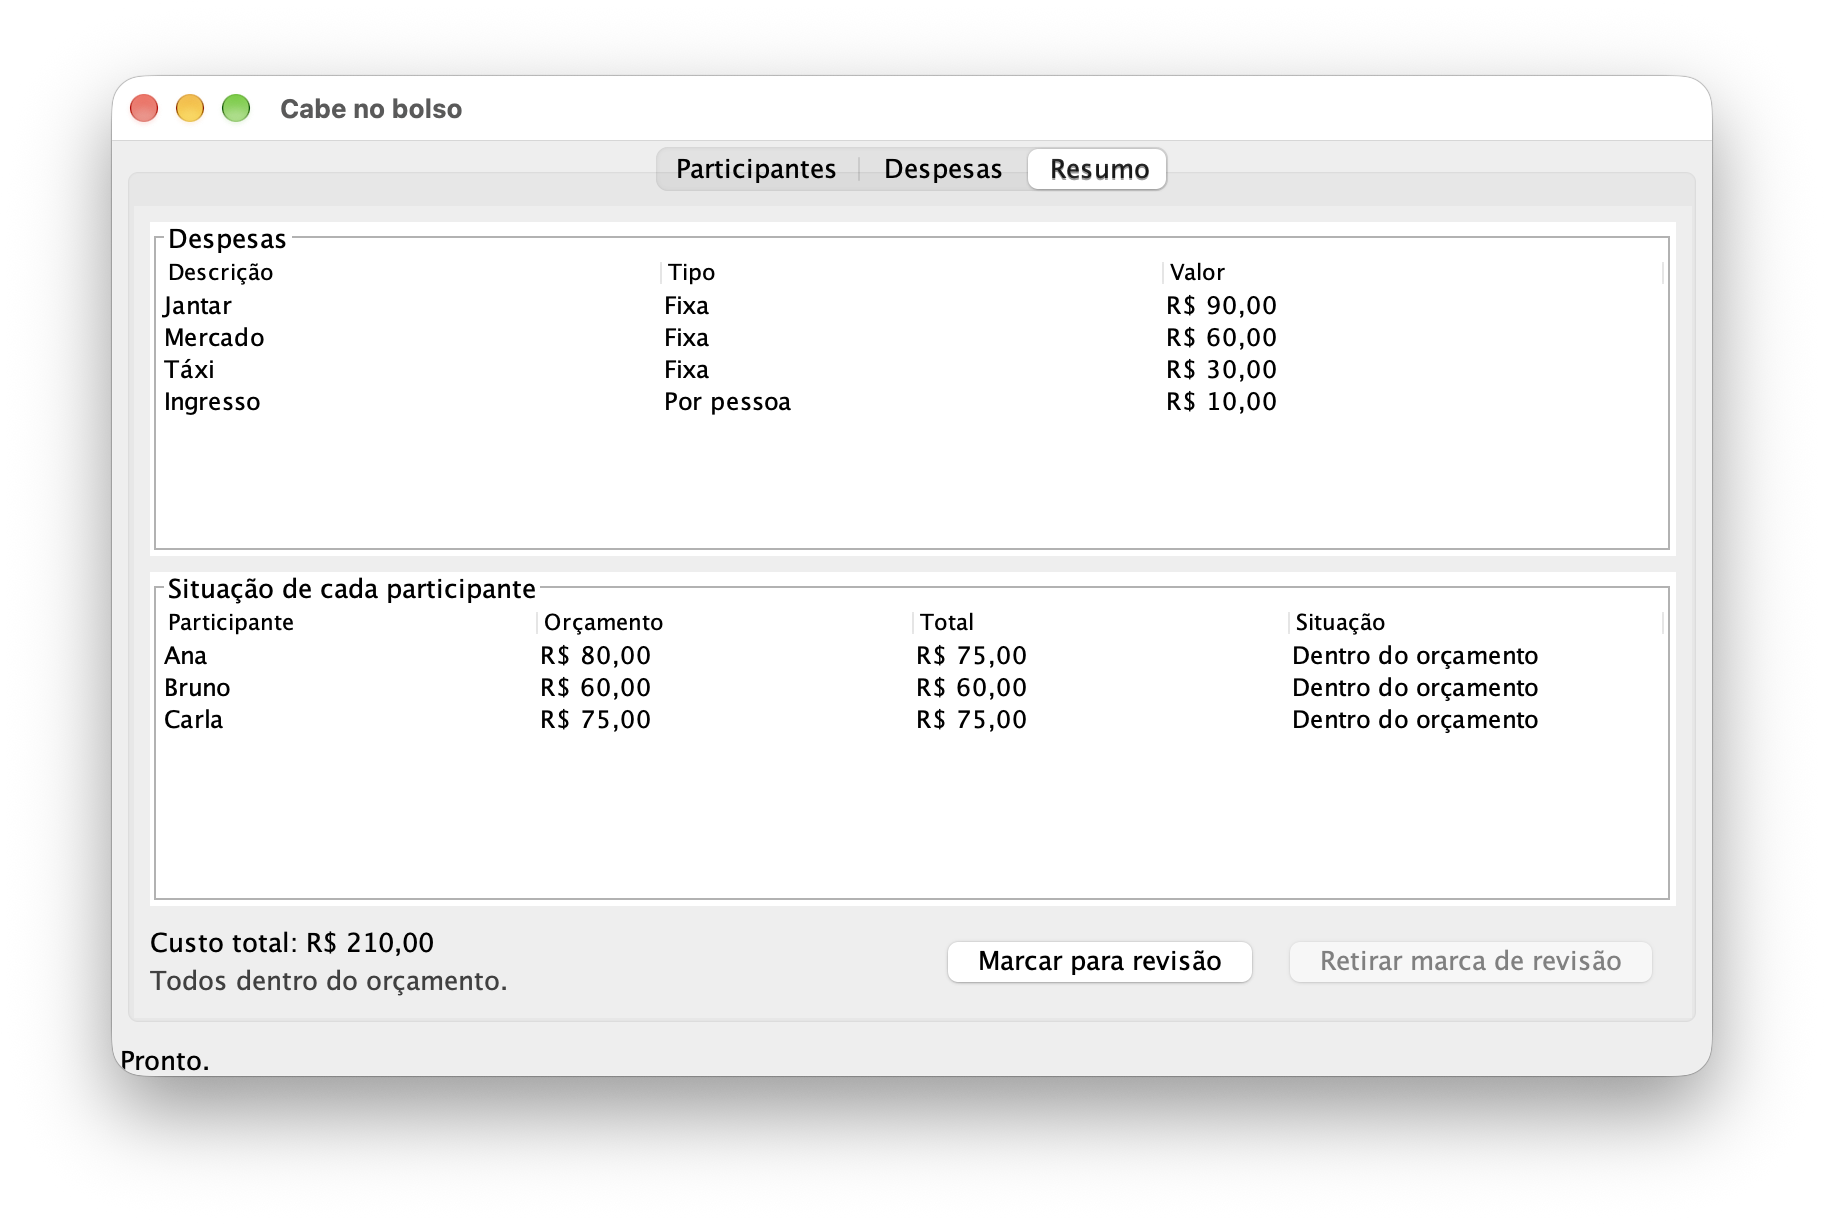 Cabe no bolso
Participantes Despesas Resumo
Despesas
Descrição Tipo Valor
Jantar Fixa R$ 90,00
Mercado Fixa R$ 60,00
Táxi Fixa R$ 30,00
Ingresso Por pessoa R$ 10,00
Situação de cada participante
Participante Orçamento Total Situação
Ana R$ 80,00 R$ 75,00 Dentro do orçamento
Bruno R$ 60,00 R$ 60,00 Dentro do orçamento
Carla R$ 75,00 R$ 75,00 Dentro do orçamento
Custo total: R$ 210,00
Todos dentro do orçamento.
Marcar para revisão Retirar marca de revisão
Pronto.